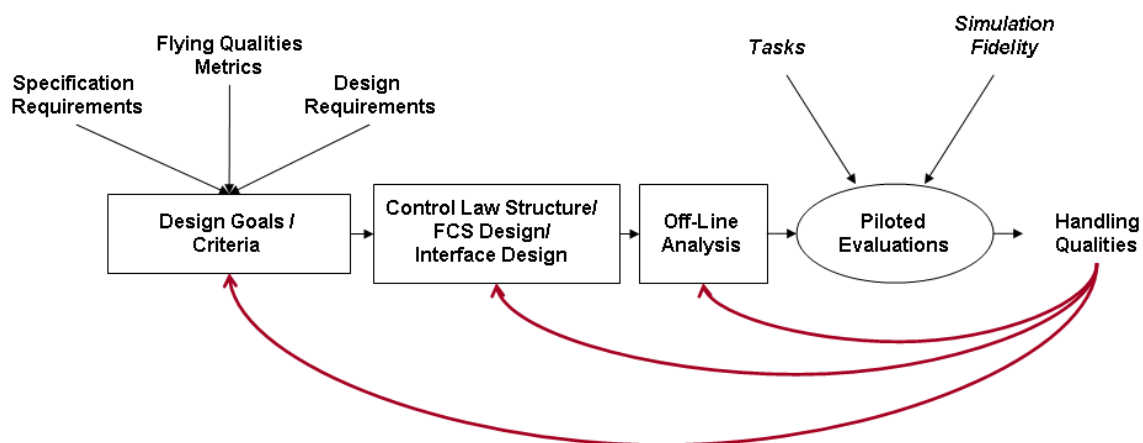 Flying Qualities
Metrics
Specification
Requirements
Design
Requirements
Tasks
Simulation
Fidelity
Design Goals /
Criteria
Control Law Structure/
FCS Design/
Interface Design
Off-Line
Analysis
Piloted
Evaluations
Handling
Qualities